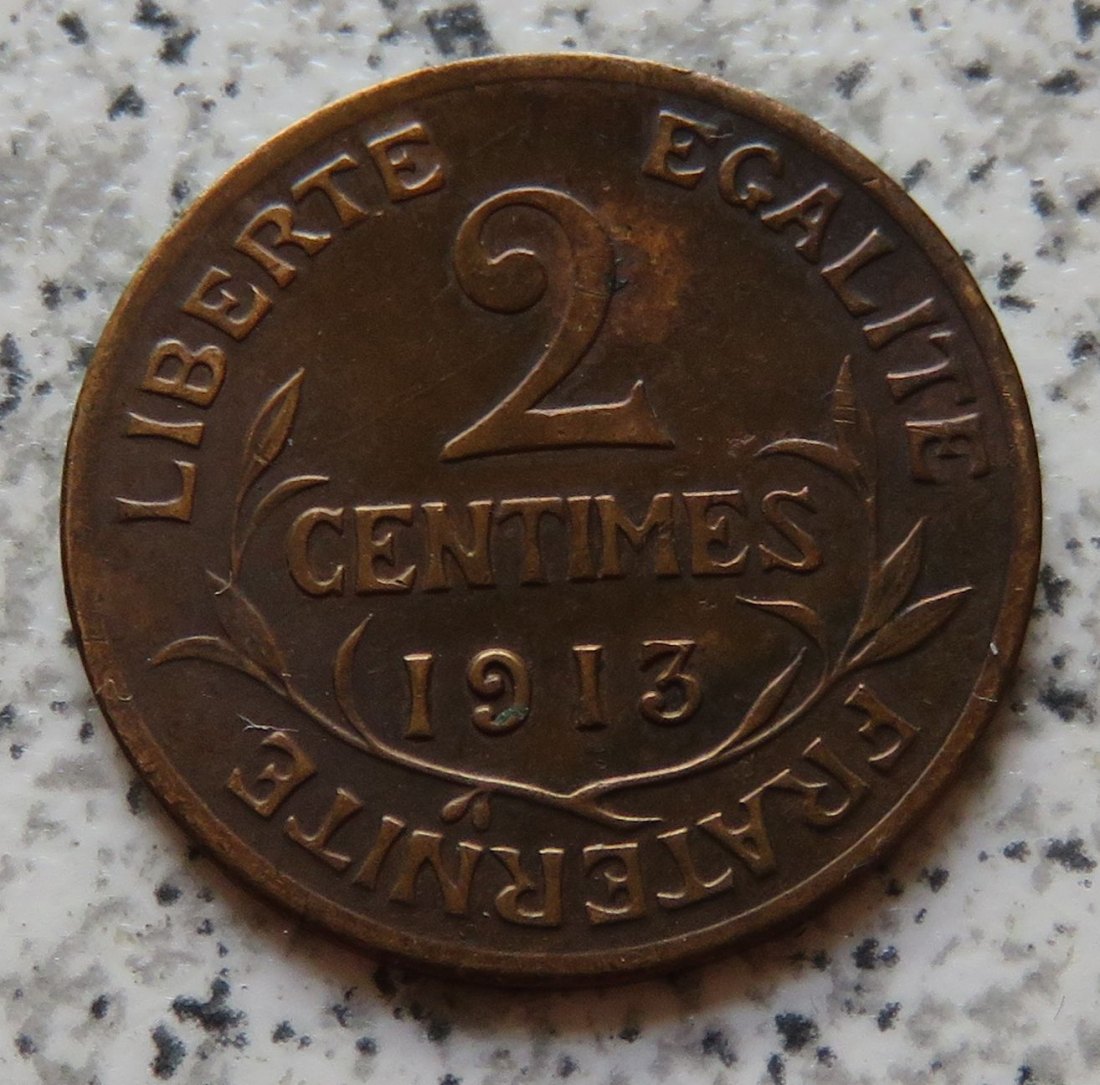 LIBERTE EGALITE FRATERNITE
2
CENTIMES
1913